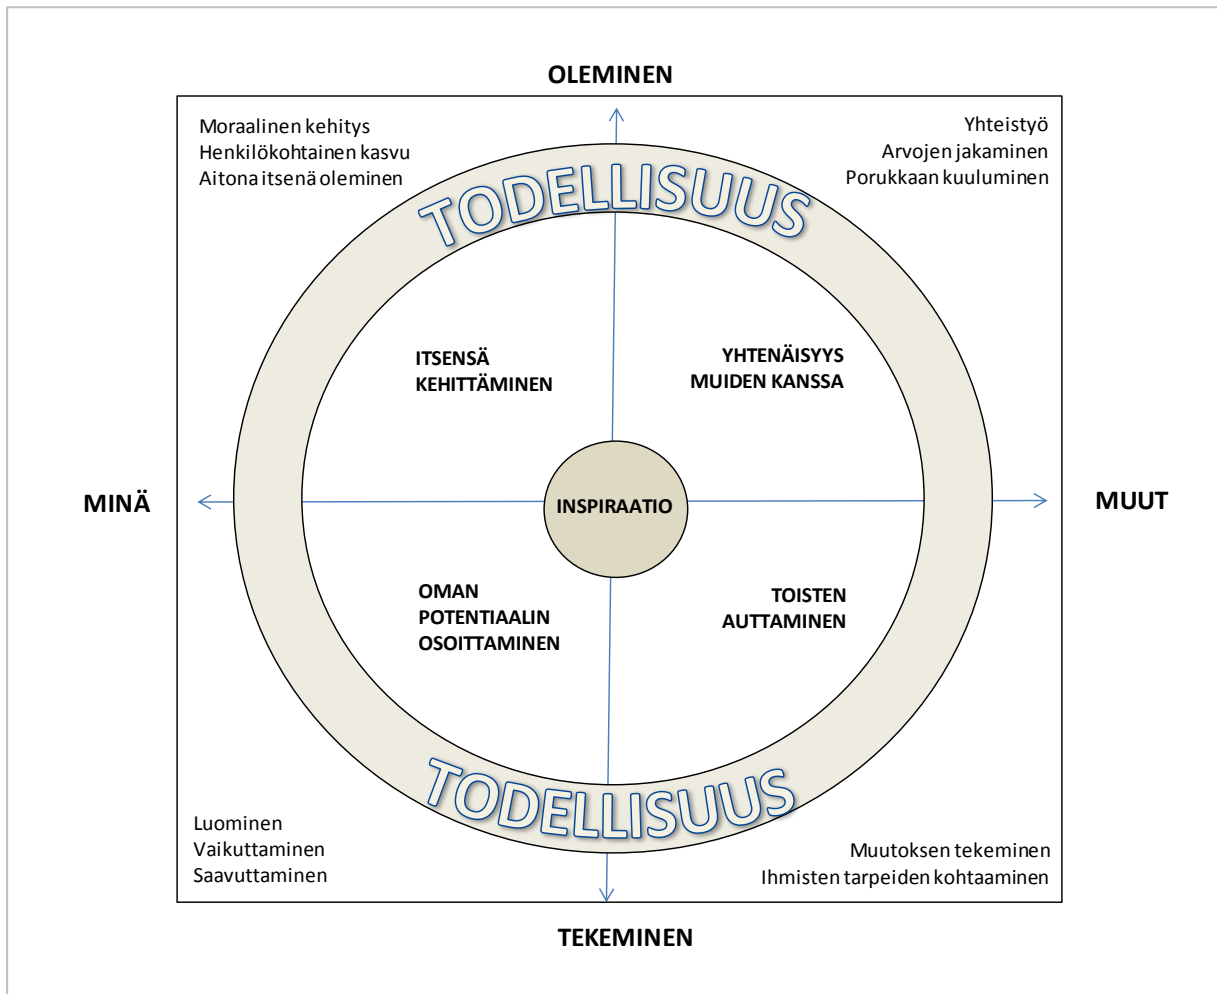 OLEMINEN
Moraalinen kehitys
Henkilökohtainen kasvu
Aitona itsenä oleminen
Yhteistyö
Arvojen jakaminen
Porukkaan kuuluminen
TODELLISUUS
ITSENSÄ
KEHITTÄMINEN
YHTENÄISYYS
MUIDEN KANSSA
MINÄ
INSPIRAATIO
MUUT
OMAN
POTENTIAALIN
OSOITTAMINEN
TOISTEN
AUTTAMINEN
TODELLISUUS
Luominen
Vaikuttaminen
Saavuttaminen
Muutoksen tekeminen
Ihmisten tarpeiden kohtaaminen
TEKEMINEN